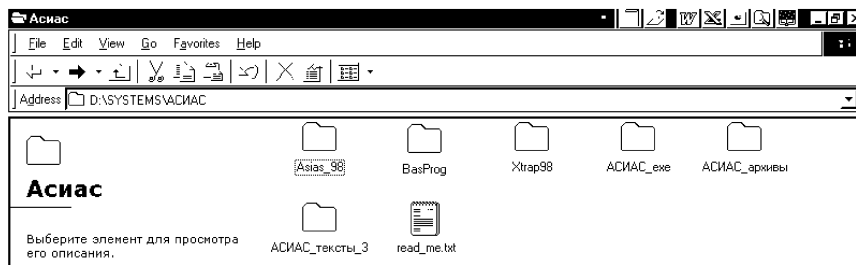 Асиас
File Edit View Go Favorites Help
Address D:\SYSTEMS\АСИАС
Asias_98 BasProg Xtrap98 АСИАС_exe АСИАС_архивы
Асиас
АСИАС_тексты_3 read_me.txt
Выберите элемент для просмотра
его описания.